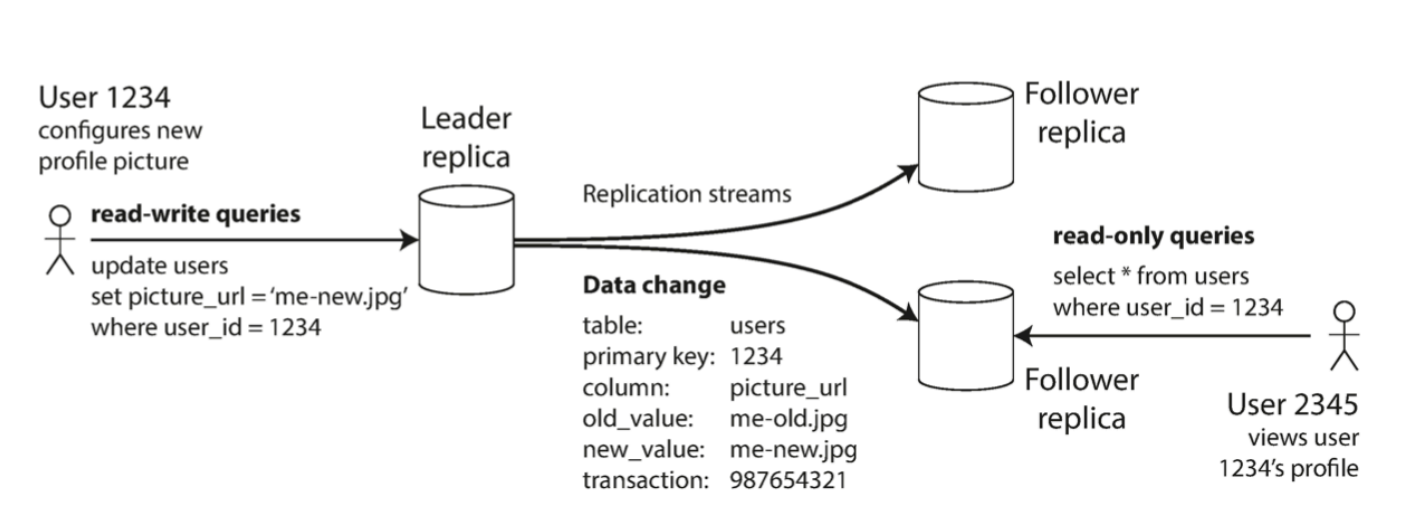 User 1234
configures new
profile picture
read-write queries
update users
set picture_url = 'me-new.jpg'
where user_id = 1234
Leader
replica
Replication streams
Data change
table: users
primary key: 1234
column: picture_url
old_value: me-old.jpg
new_value: me-new.jpg
transaction: 987654321
Follower
replica
read-only queries
select * from users
where user_id = 1234
Follower
replica
User 2345
views user
1234’s profile